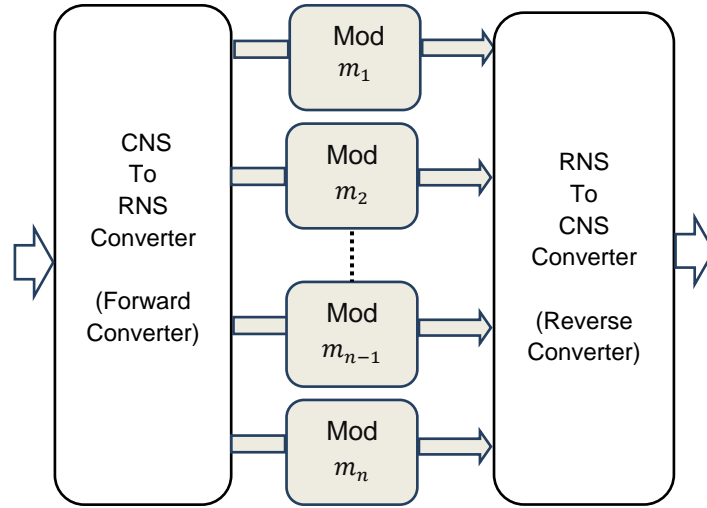 CNS
To
RNS
Converter
(Forward
Converter)
Mod
m₁
Mod
m₂
Mod
mₙ₋₁
Mod
mₙ
RNS
To
CNS
Converter
(Reverse
Converter)